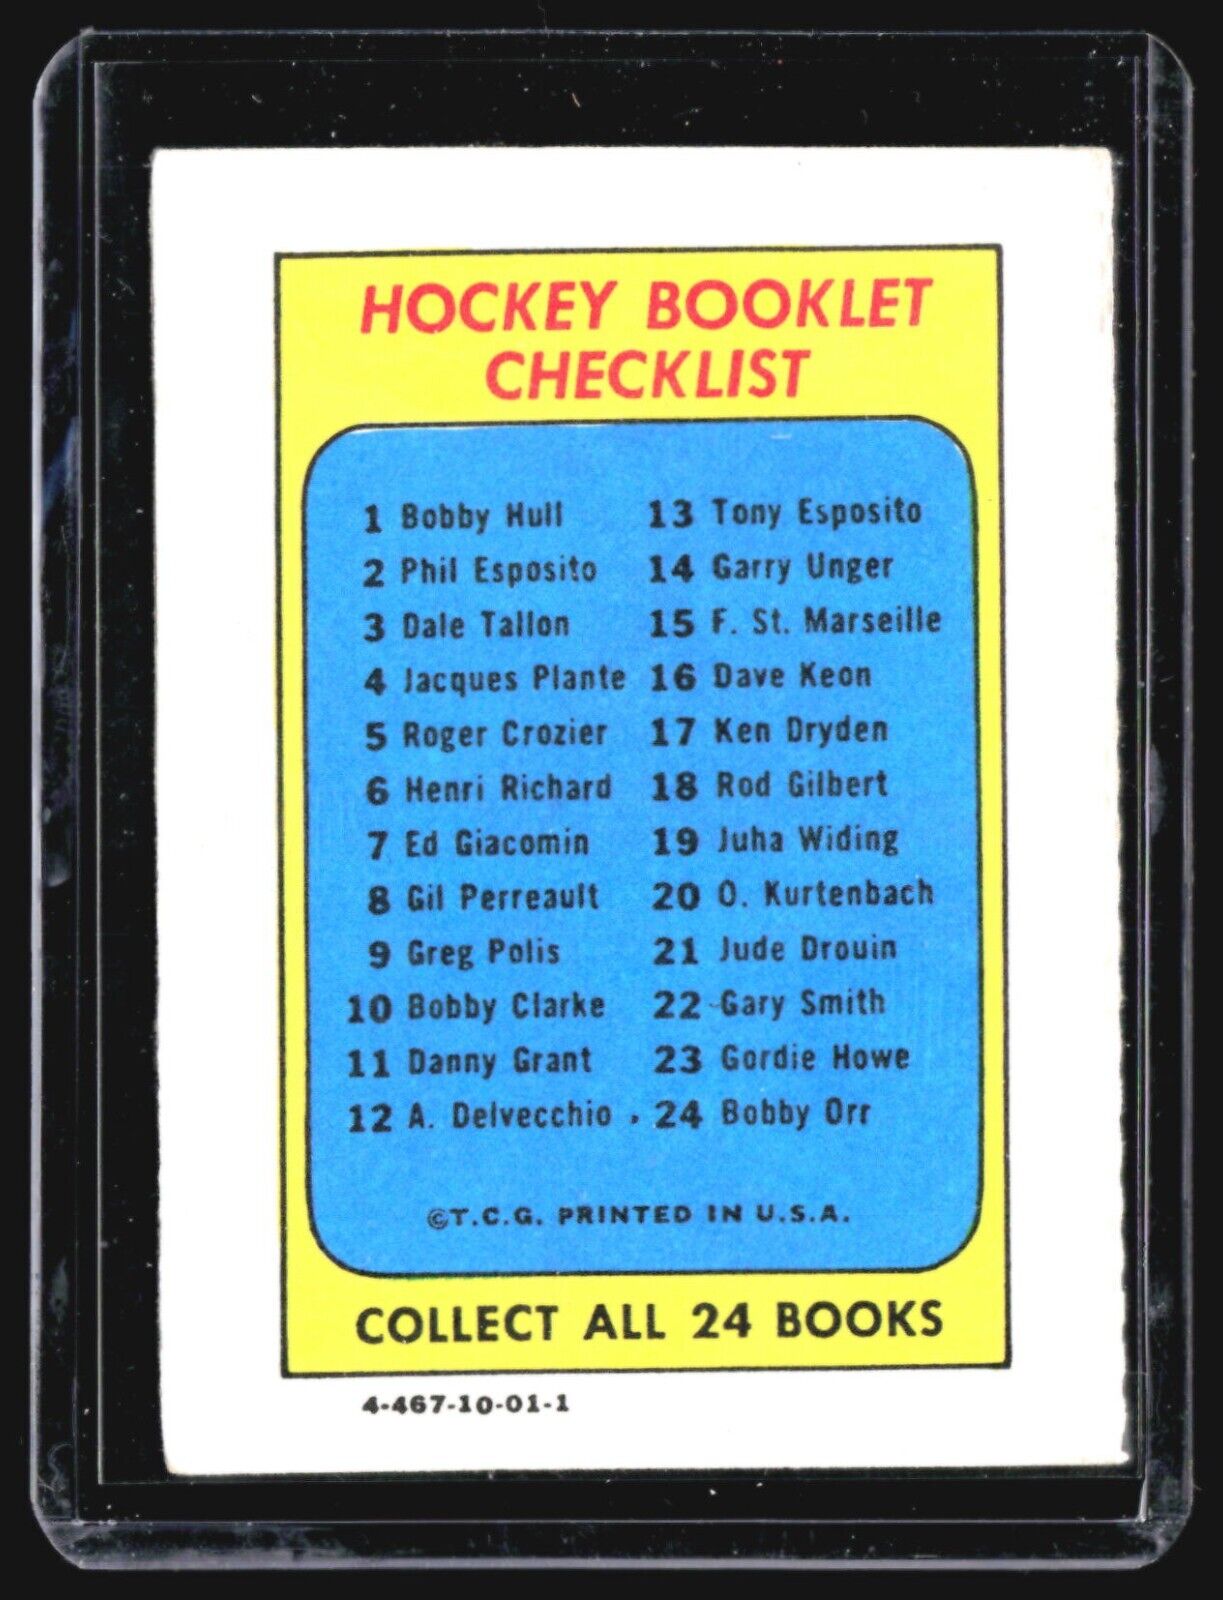 HOCKEY BOOKLET
CHECKLIST
1 Bobby Hull
2 Phil Esposito
3 Dale Tallon
4 Jacques Plante
5 Roger Crozier
6 Henri Richard
7 Ed Giacomin
8 Gil Perreault
9 Greg Polis
10 Bobby Clarke
11 Danny Grant
12 A. Delvecchio
13 Tony Esposito
14 Garry Unger
15 F. St. Marseille
16 Dave Keon
17 Ken Dryden
18 Rod Gilbert
19 Juha Widing
20 O. Kurtenbach
21 Jude Drouin
22 Gary Smith
23 Gordie Howe
24 Bobby Orr
©T.C.G. PRINTED IN U.S.A.
COLLECT ALL 24 BOOKS
4-467-10-01-1